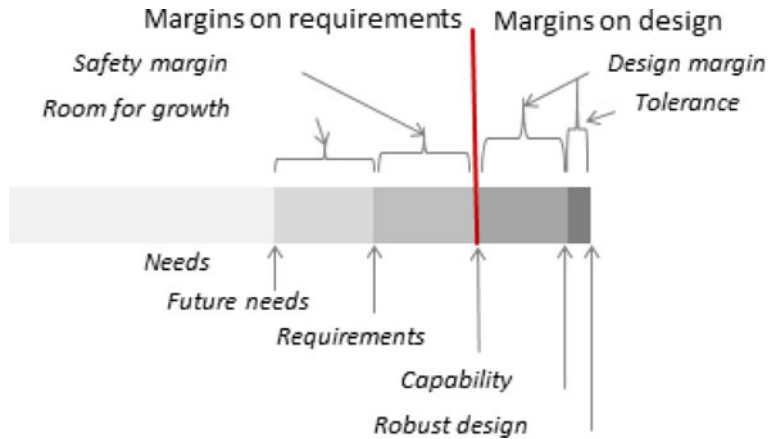 Margins on requirements
Margins on design
Safety margin
Design margin
Room for growth
Tolerance
Needs
Future needs
Requirements
Capability
Robust design